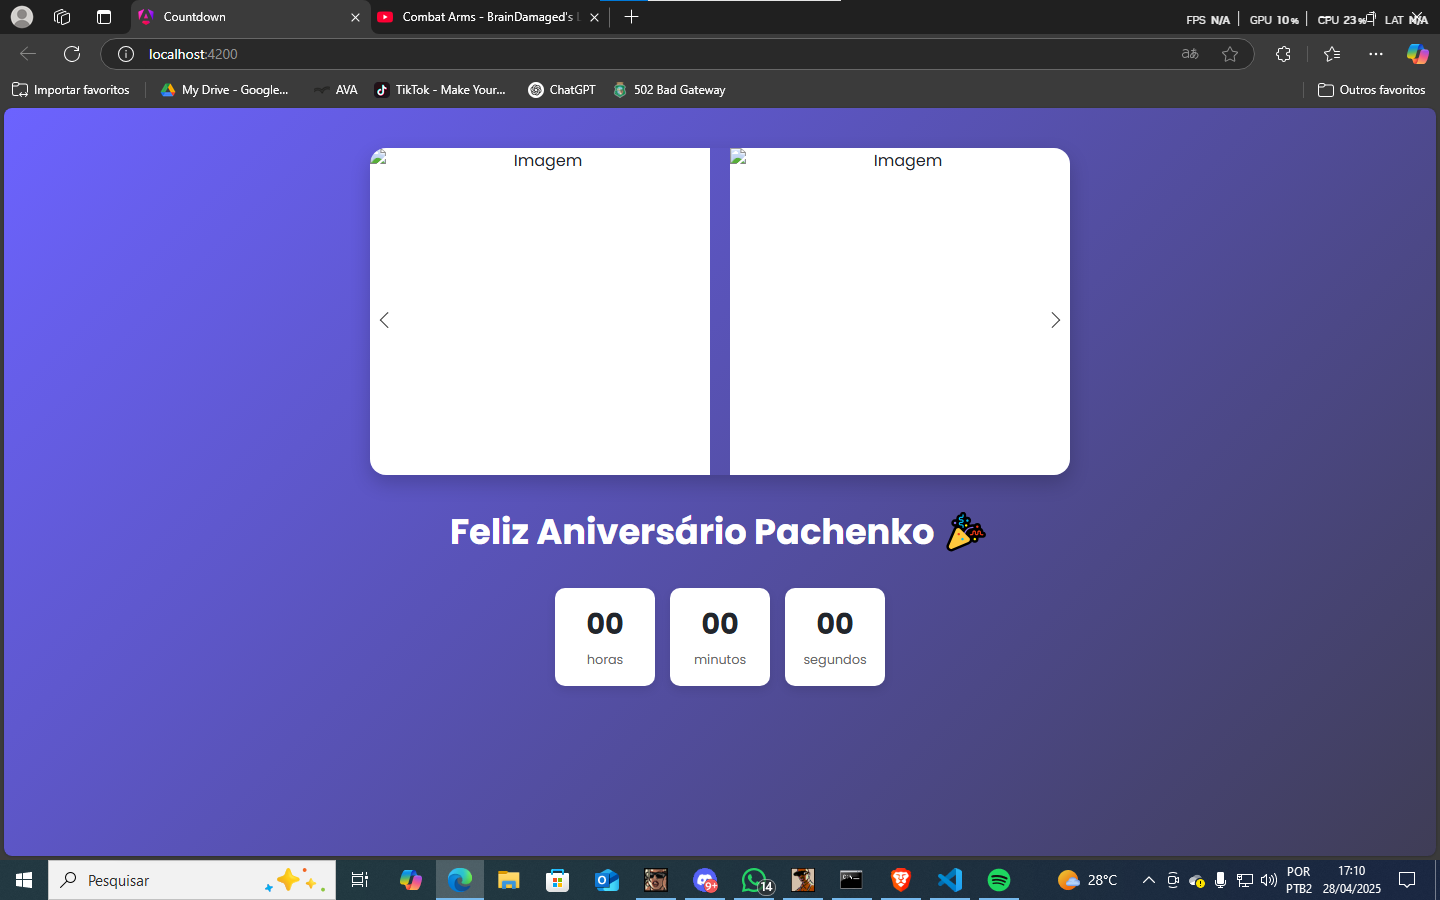 Countdown
Combat Arms - BrainDamaged's
FPS N/A GPU 10% CPU 23% LAT N/A
localhost:4200
Importar favoritos
My Drive - Google...
AVA
TikTok - Make Your...
ChatGPT
502 Bad Gateway
Outros favoritos
Imagem
Imagem
Feliz Aniversário Pachenko
00 00 00
horas minutos segundos
Pesquisar
9+
14
28°C
POR
PTB2
17:10
28/04/2025